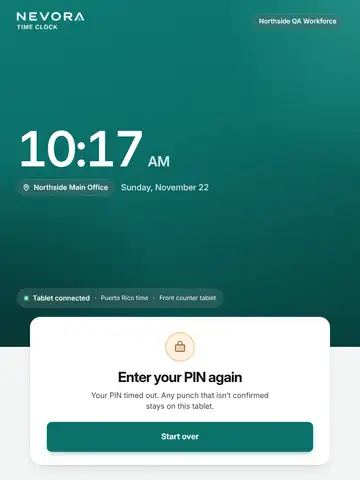 NEVORA
TIME CLOCK
Northside QA Workforce
10:17 AM
Northside Main Office
Sunday, November 22
Tablet connected · Puerto Rico time · Front counter tablet
Enter your PIN again
Your PIN timed out. Any punch that isn't confirmed
stays on this tablet.
Start over